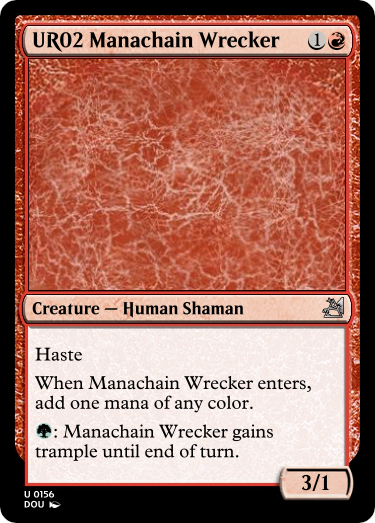 UR02 Manachain Wrecker 1
Creature — Human Shaman
Haste
When Manachain Wrecker enters,
add one mana of any color.
: Manachain Wrecker gains
trample until end of turn.
3/1
U 0156
DOU